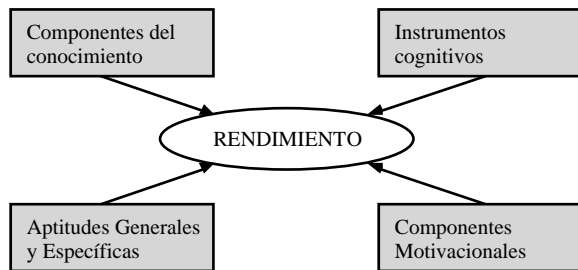 Componentes del
conocimiento
Instrumentos
cognitivos
RENDIMIENTO
Aptitudes Generales
y Específicas
Componentes
Motivacionales